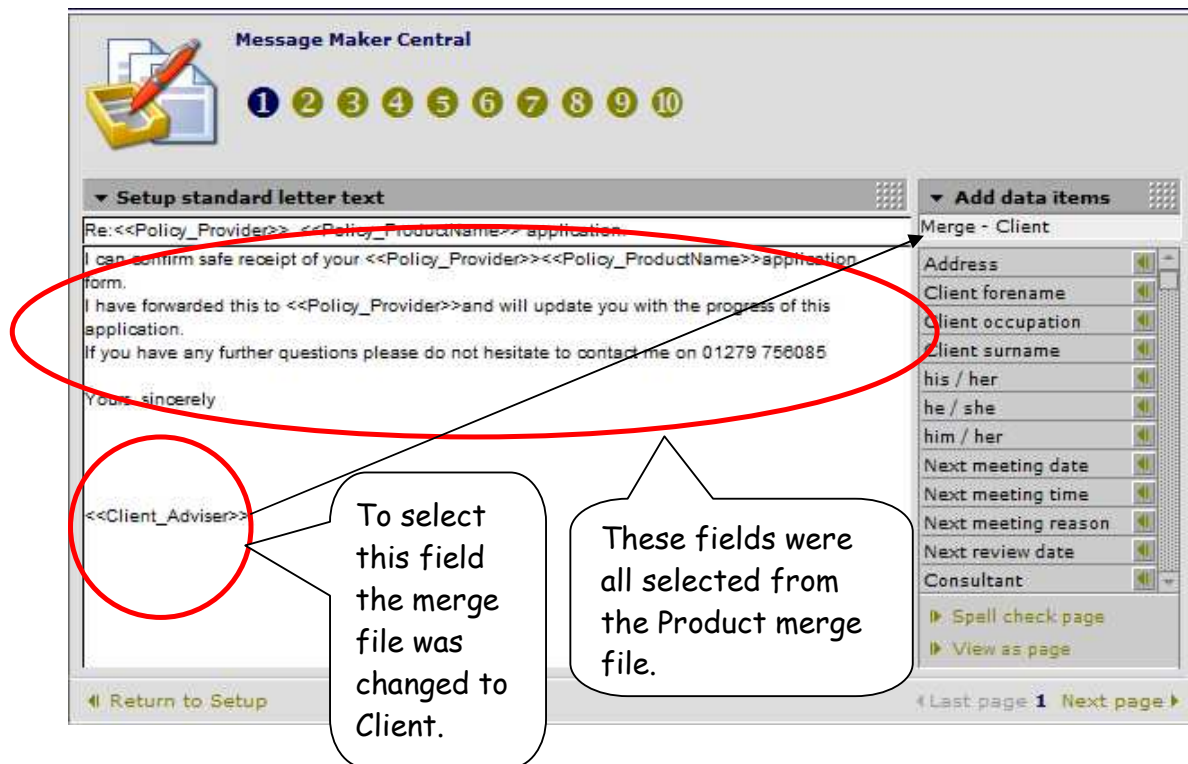 Message Maker Central
1 2 3 4 5 6 7 8 9 10
Setup standard letter text
Re:<<Policy_Provider>> <<Policy_ProductName>> application.
I can confirm safe receipt of your <<Policy_Provider>><<Policy_ProductName>>application
form.
I have forwarded this to <<Policy_Provider>>and will update you with the progress of this
application.
If you have any further questions please do not hesitate to contact me on 01279 756085
Yours sincerely
<<Client_Adviser>>
To select
this field
the merge
file was
changed to
Client.
These fields were
all selected from
the Product merge
file.
Add data items
Merge - Client
Address
Client forename
Client occupation
Client surname
his / her
he / she
him / her
Next meeting date
Next meeting time
Next meeting reason
Next review date
Consultant
Spell check page
View as page
Return to Setup
Last page 1 Next page